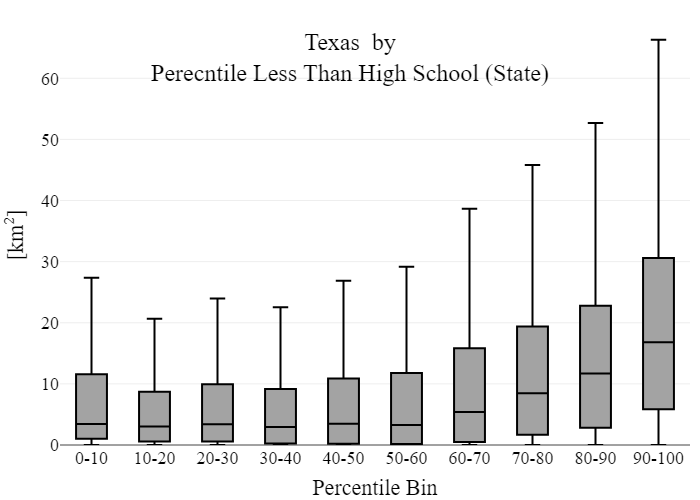 Texas by
Perecntile Less Than High School (State)
60
50
40
30
20
10
0
[km²]
0-10 10-20 20-30 30-40 40-50 50-60 60-70 70-80 80-90 90-100
Percentile Bin